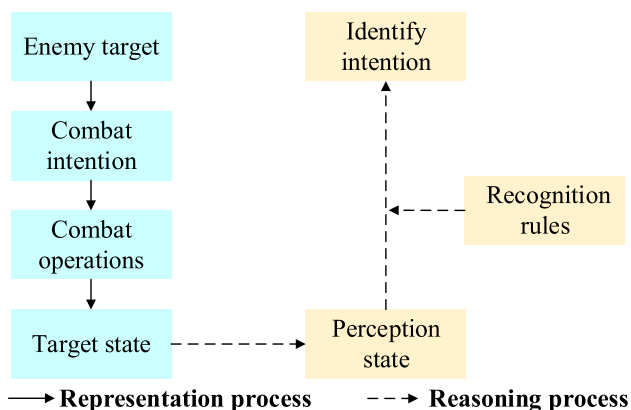 Enemy target
Combat
intention
Combat
operations
Target state
Identify
intention
Recognition
rules
Perception
state
Representation process
Reasoning process